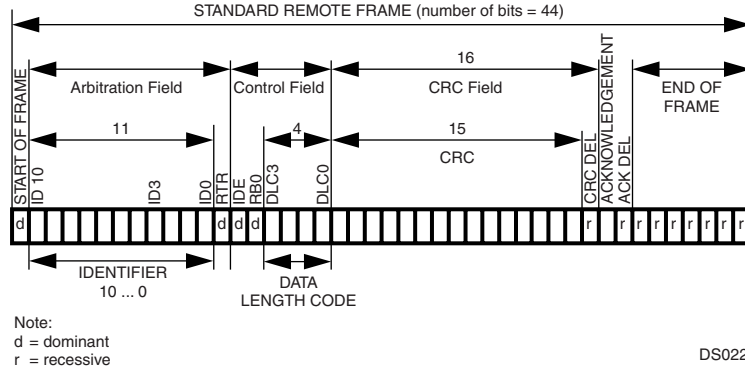 STANDARD REMOTE FRAME (number of bits = 44)
16
Arbitration Field
Control Field
CRC Field
END OF
FRAME
11
4
15
CRC
START OF FRAME
ID 10
ID3
ID0
RTR
IDE
RB0
DLC3
DLC0
CRC DEL
ACKNOWLEDGEMENT
ACK DEL
d d d d r r r r r r r r r
IDENTIFIER
10 ... 0
DATA
LENGTH CODE
Note:
d = dominant
r = recessive
DS022